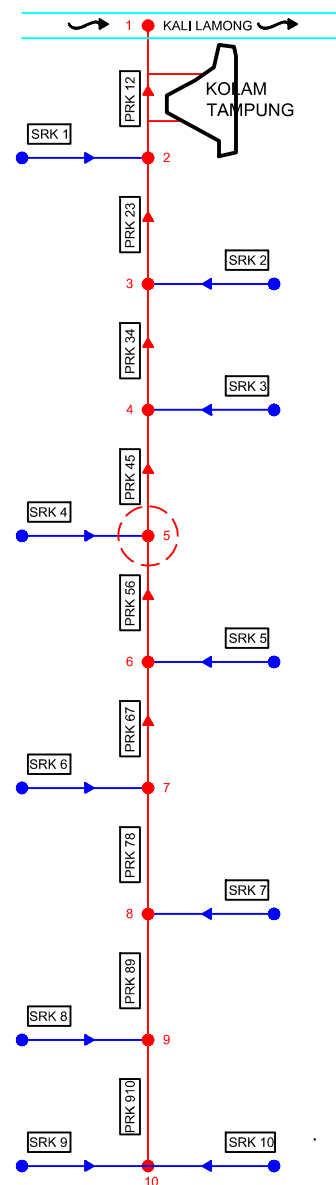 1
KALI LAMONG
PRK 12
KOLAM
TAMPUNG
SRK 1
2
PRK 23
SRK 2
3
PRK 34
SRK 3
4
PRK 45
SRK 4
5
PRK 56
SRK 5
6
PRK 67
SRK 6
7
PRK 78
SRK 7
8
PRK 89
SRK 8
9
PRK 910
SRK 9
SRK 10
10